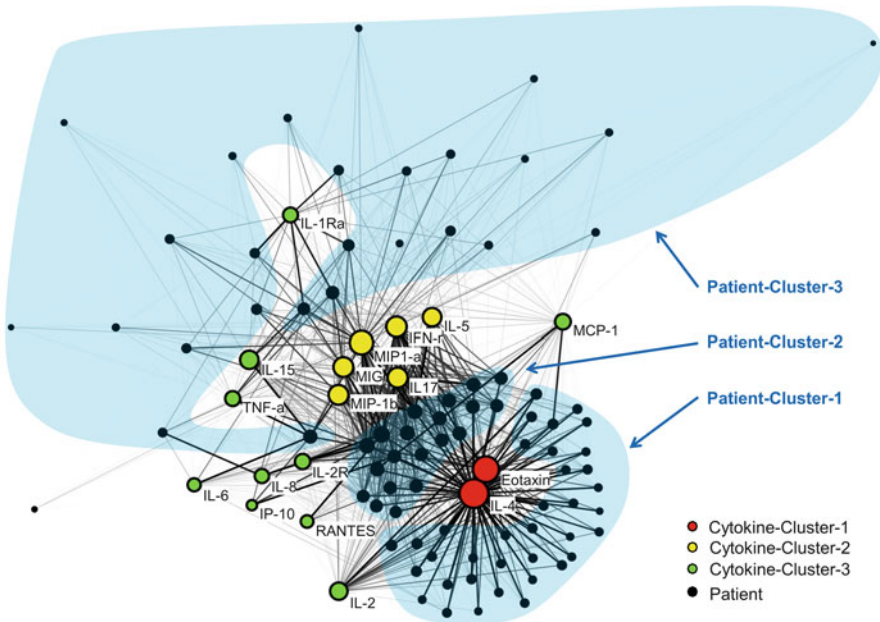 IL-1Ra
Patient-Cluster-3
IL-5
IFN-r
MCP-1
MIP1-a
Patient-Cluster-2
IL-15
MIG
IL17
Patient-Cluster-1
TNF-a
MIP-1b
IL-2R
Eotaxin
IL-8
IL-6
IL-4
IP-10
RANTES
Cytokine-Cluster-1
Cytokine-Cluster-2
Cytokine-Cluster-3
Patient
IL-2